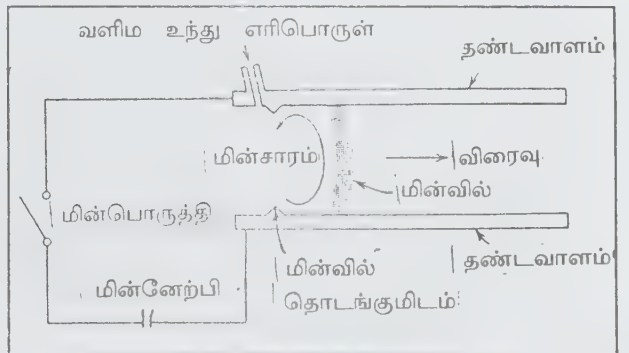 வளிம உந்து எரிபொருள்
தண்டவாளம்
மின்சாரம்
விரைவு
மின்வில்
மின்பொருத்தி
மின்வில்
தொடங்குமிடம்
தண்டவாளம்
மின்னேற்பி